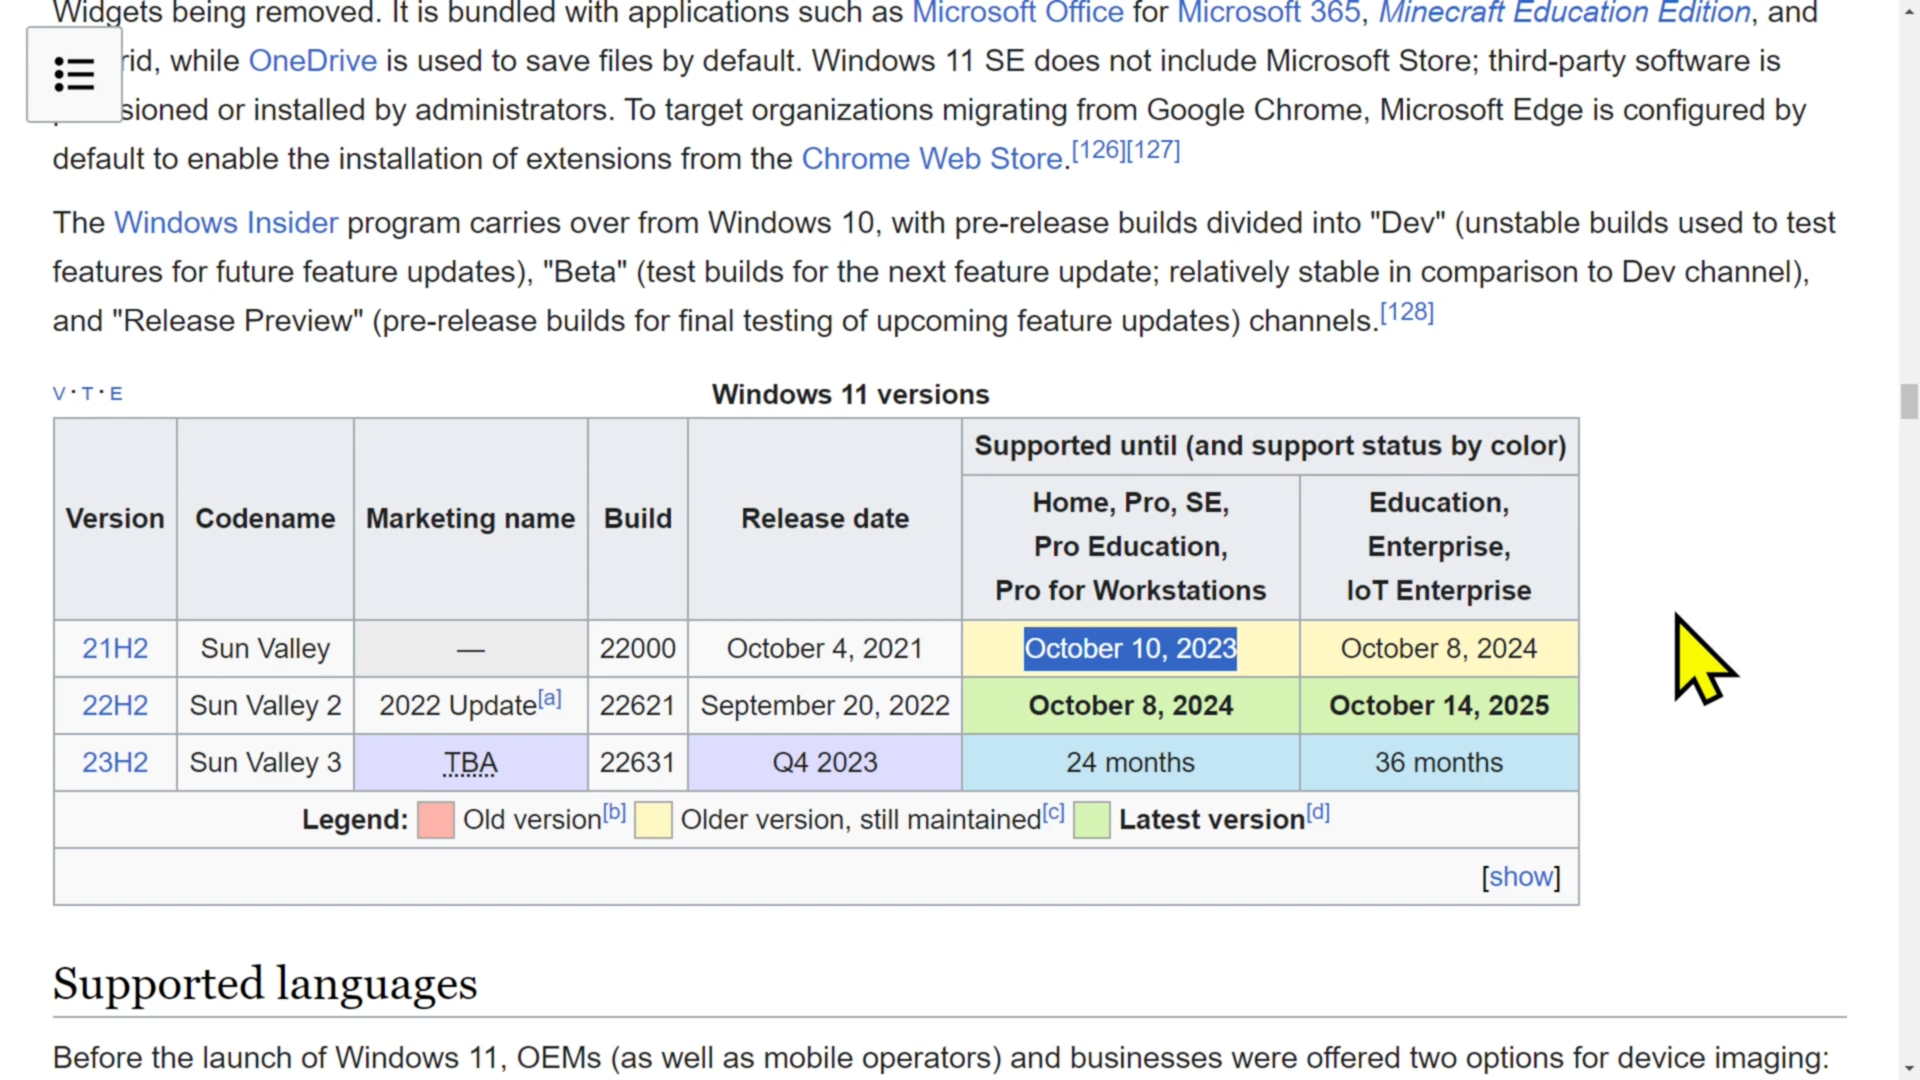 Widgets being removed. It is bundled with applications such as Microsoft Office for Microsoft 365, Minecraft Education Edition, and
rid, while OneDrive is used to save files by default. Windows 11 SE does not include Microsoft Store; third-party software is
sioned or installed by administrators. To target organizations migrating from Google Chrome, Microsoft Edge is configured by
default to enable the installation of extensions from the Chrome Web Store.[126][127]
The Windows Insider program carries over from Windows 10, with pre-release builds divided into "Dev" (unstable builds used to test
features for future feature updates), "Beta" (test builds for the next feature update; relatively stable in comparison to Dev channel),
and "Release Preview" (pre-release builds for final testing of upcoming feature updates) channels.[128]
V · T · E Windows 11 versions
Version Codename Marketing name Build Release date Supported until (and support status by color)
Home, Pro, SE, Education,
Pro Education, Enterprise,
Pro for Workstations IoT Enterprise
21H2 Sun Valley — 22000 October 4, 2021 October 10, 2023 October 8, 2024
22H2 Sun Valley 2 2022 Update[a] 22621 September 20, 2022 October 8, 2024 October 14, 2025
23H2 Sun Valley 3 TBA 22631 Q4 2023 24 months 36 months
Legend: Old version[b] Older version, still maintained[c] Latest version[d]
[show]
Supported languages
Before the launch of Windows 11, OEMs (as well as mobile operators) and businesses were offered two options for device imaging: